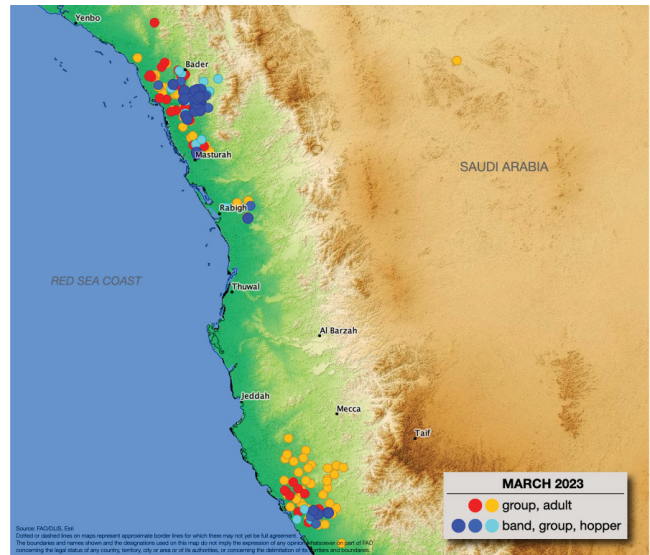 Yenbo
Bader
Masturah
SAUDI ARABIA
Rabigh
RED SEA COAST
Thuwal
Al Barzah
Jeddah
Mecca
Taif
MARCH 2023
group, adult
band, group, hopper
Source: FAO/DLIS, Esri
Dotted or dashed lines on maps represent approximate border lines for which there may not yet be full agreement.
The boundaries and names shown and the designations used on this map do not imply the expression of any opinion whatsoever on part of FAO
concerning the legal status of any country, territory, city or area or of its authorities, or concerning the delimitation of its frontiers and boundaries.